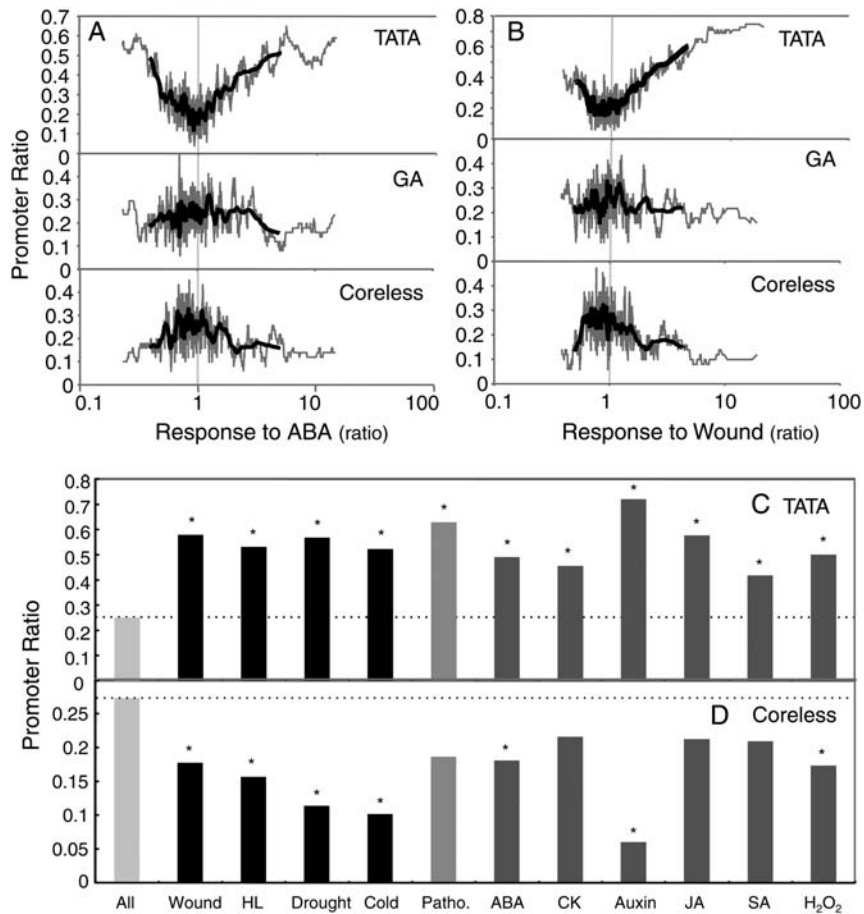 A
TATA
0.7
0.6
0.5
0.4
0.3
0.2
0.1
0
GA
0.4
0.3
0.2
0.1
0
Coreless
0.4
0.3
0.2
0.1
0
0.1 1 10 100
Response to ABA (ratio)
Promoter Ratio
B
TATA
0.8
0.6
0.4
0.2
0
GA
0.4
0.3
0.2
0.1
0
Coreless
0.4
0.3
0.2
0.1
0
0.1 1 10 100
Response to Wound (ratio)
C TATA
0.8
0.7
0.6
0.5
0.4
0.3
0.2
0.1
0
* * * * * * * * * * *
Promoter Ratio
D Coreless
0.25
0.2
0.15
0.1
0.05
0
* * * * * * *
All Wound HL Drought Cold Patho. ABA CK Auxin JA SA H₂O₂